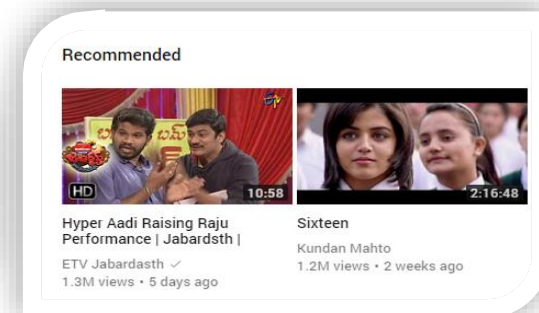 Recommended
బమ్
HD
10:58
2:16:48
Hyper Aadi Raising Raju
Performance | Jabardsth |
ETV Jabardasth
1.3M views • 5 days ago
Sixteen
Kundan Mahto
1.2M views • 2 weeks ago